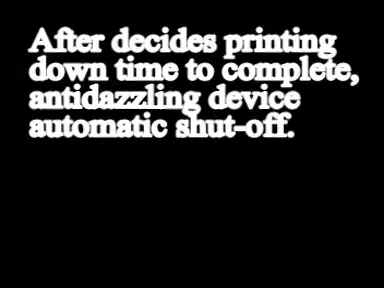 After decides printing
down time to complete,
antidazzling device
automatic shut-off.